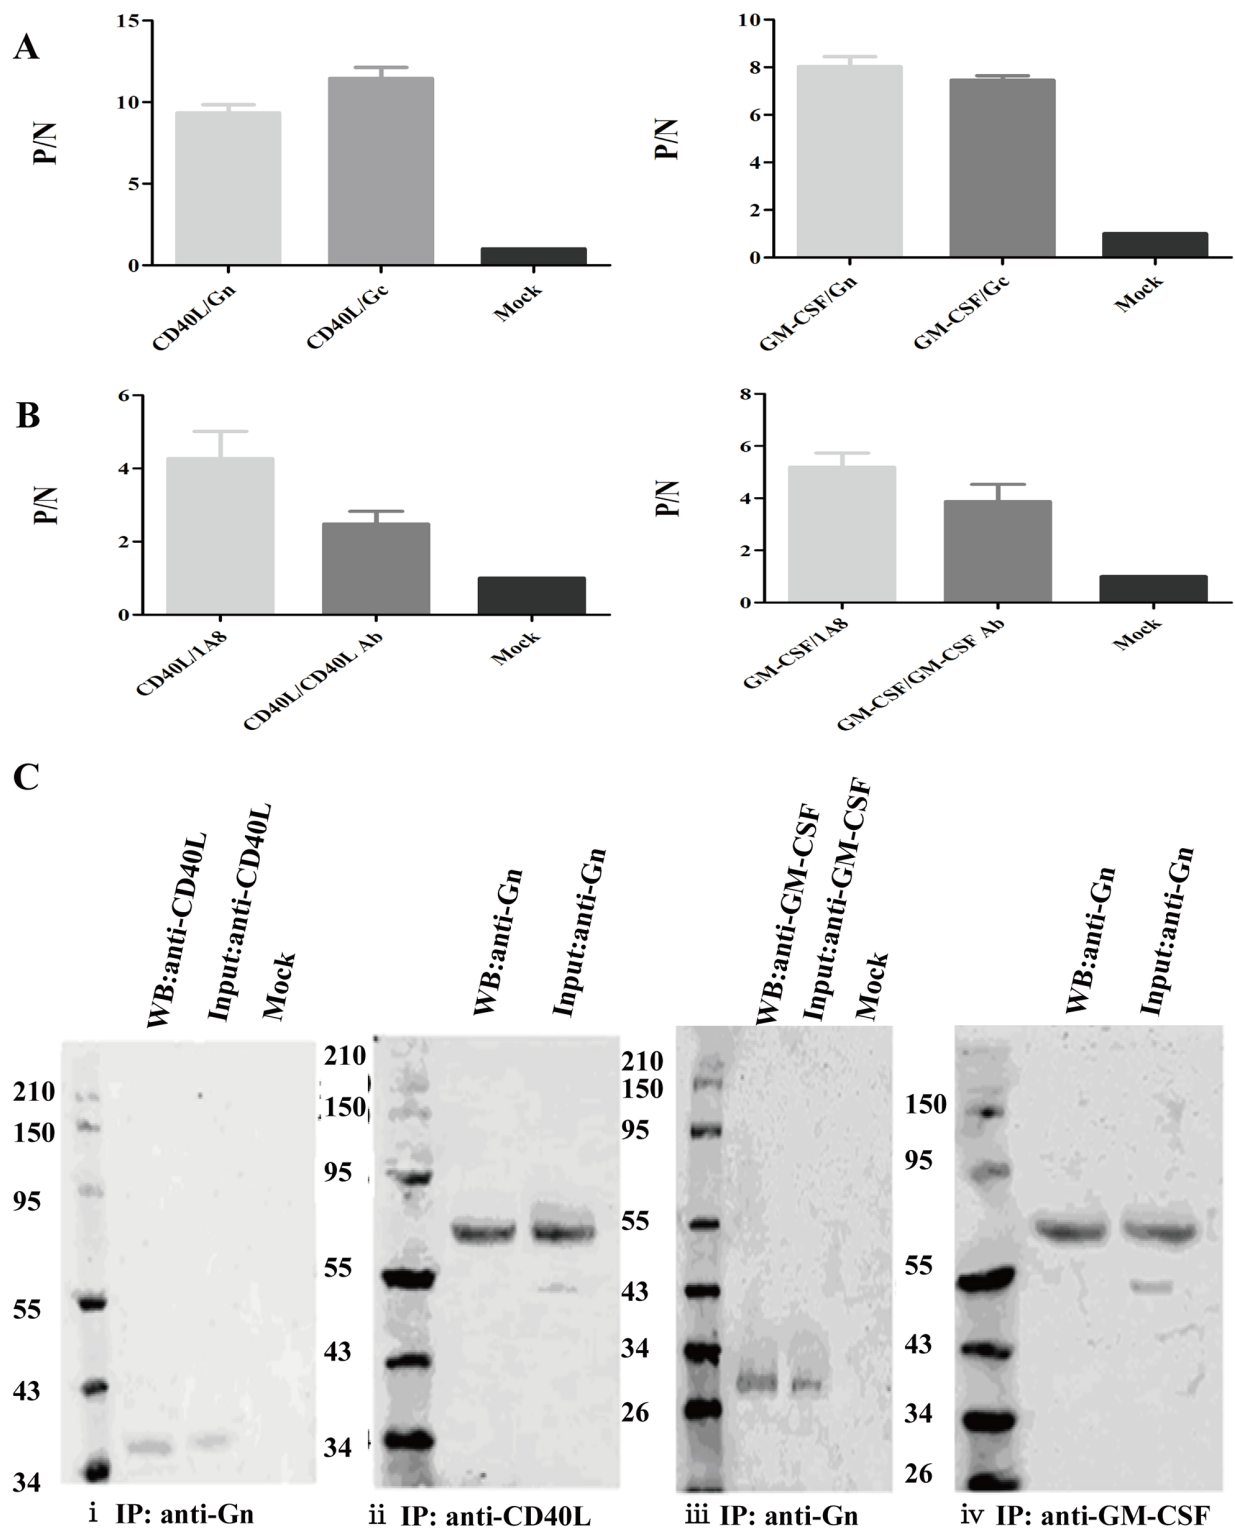 A
P/N
15
10
5
0
CD40L/Gn
CD40L/Gc
Mock
P/N
10
8
6
4
2
0
GM-CSF/Gn
GM-CSF/Gc
Mock
B
P/N
6
4
2
0
CD40L/1A8
CD40L/CD40L Ab
Mock
P/N
8
6
4
2
0
GM-CSF/1A8
GM-CSF/GM-CSF Ab
Mock
C
WB:anti-CD40L
Input:anti-CD40L
Mock
210
150
95
55
43
34
i IP: anti-Gn
WB:anti-Gn
Input:anti-Gn
210
150
95
55
43
34
ii IP: anti-CD40L
WB:anti-GM-CSF
Input:anti-GM-CSF
Mock
210
150
95
55
43
34
26
iii IP: anti-Gn
WB:anti-Gn
Input:anti-Gn
150
95
55
43
34
26
iv IP: anti-GM-CSF